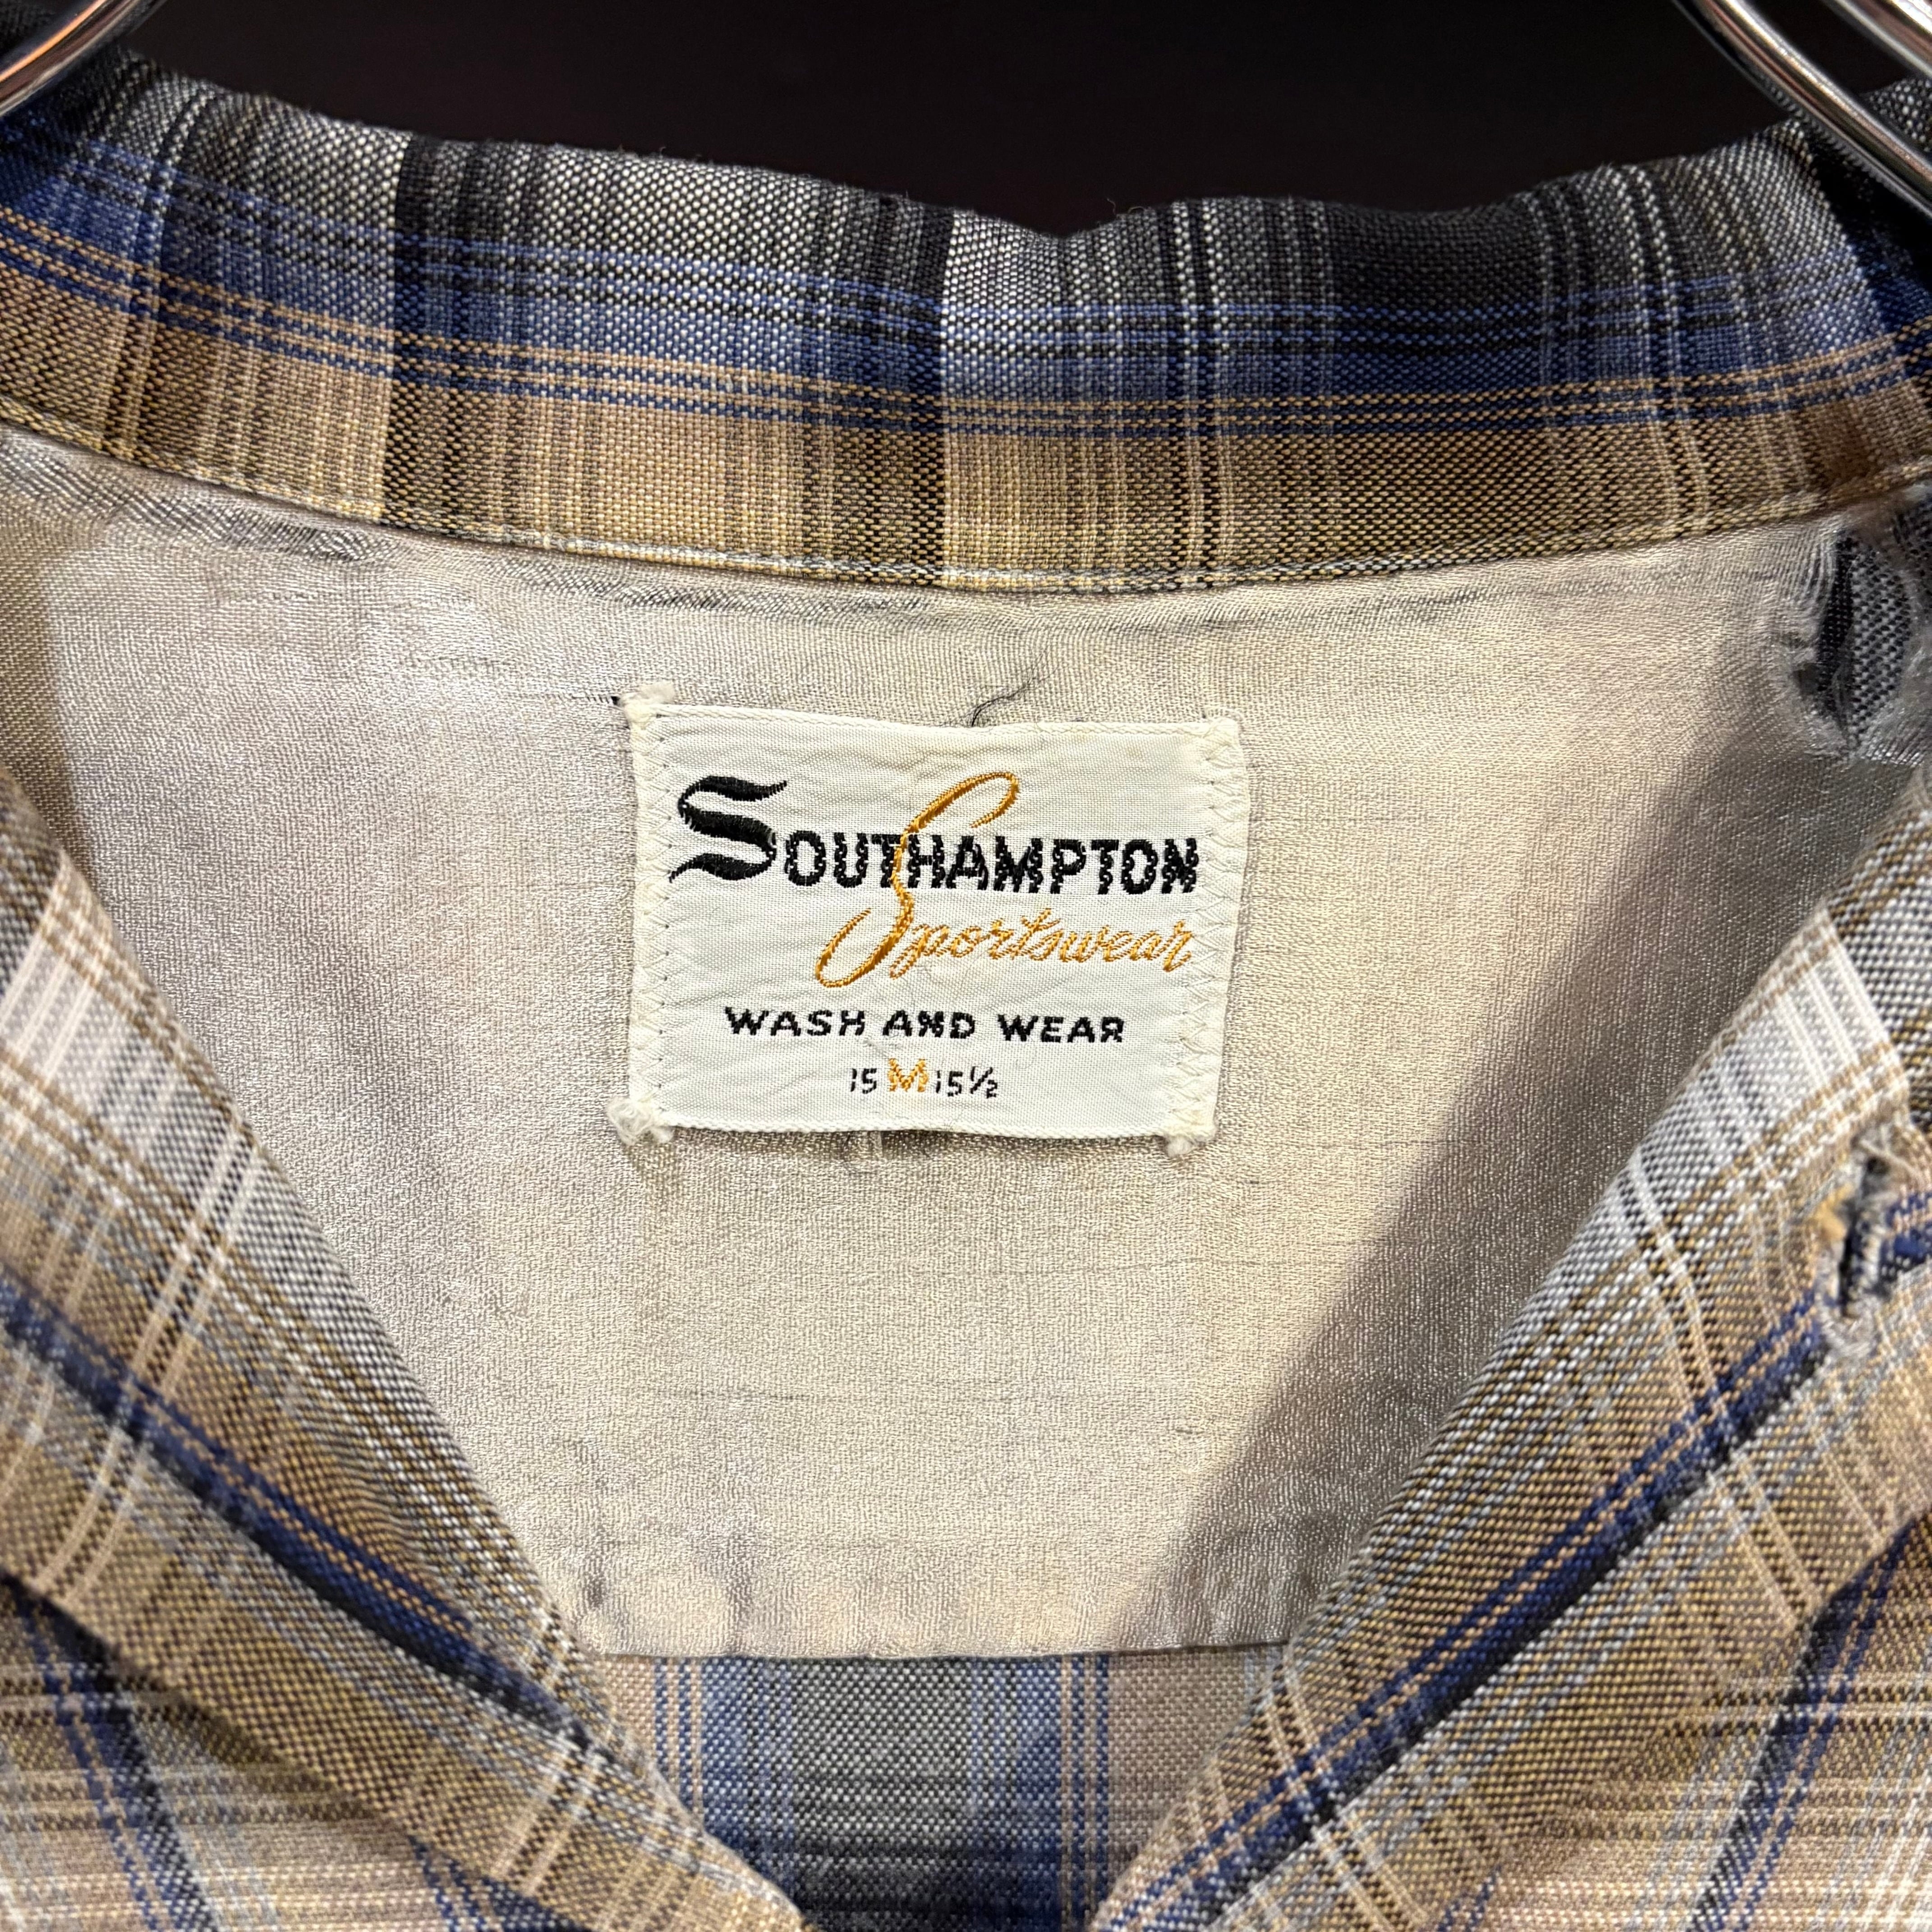 SOUTHAMPTON
Sportswear
WASH AND WEAR
15 M 15½